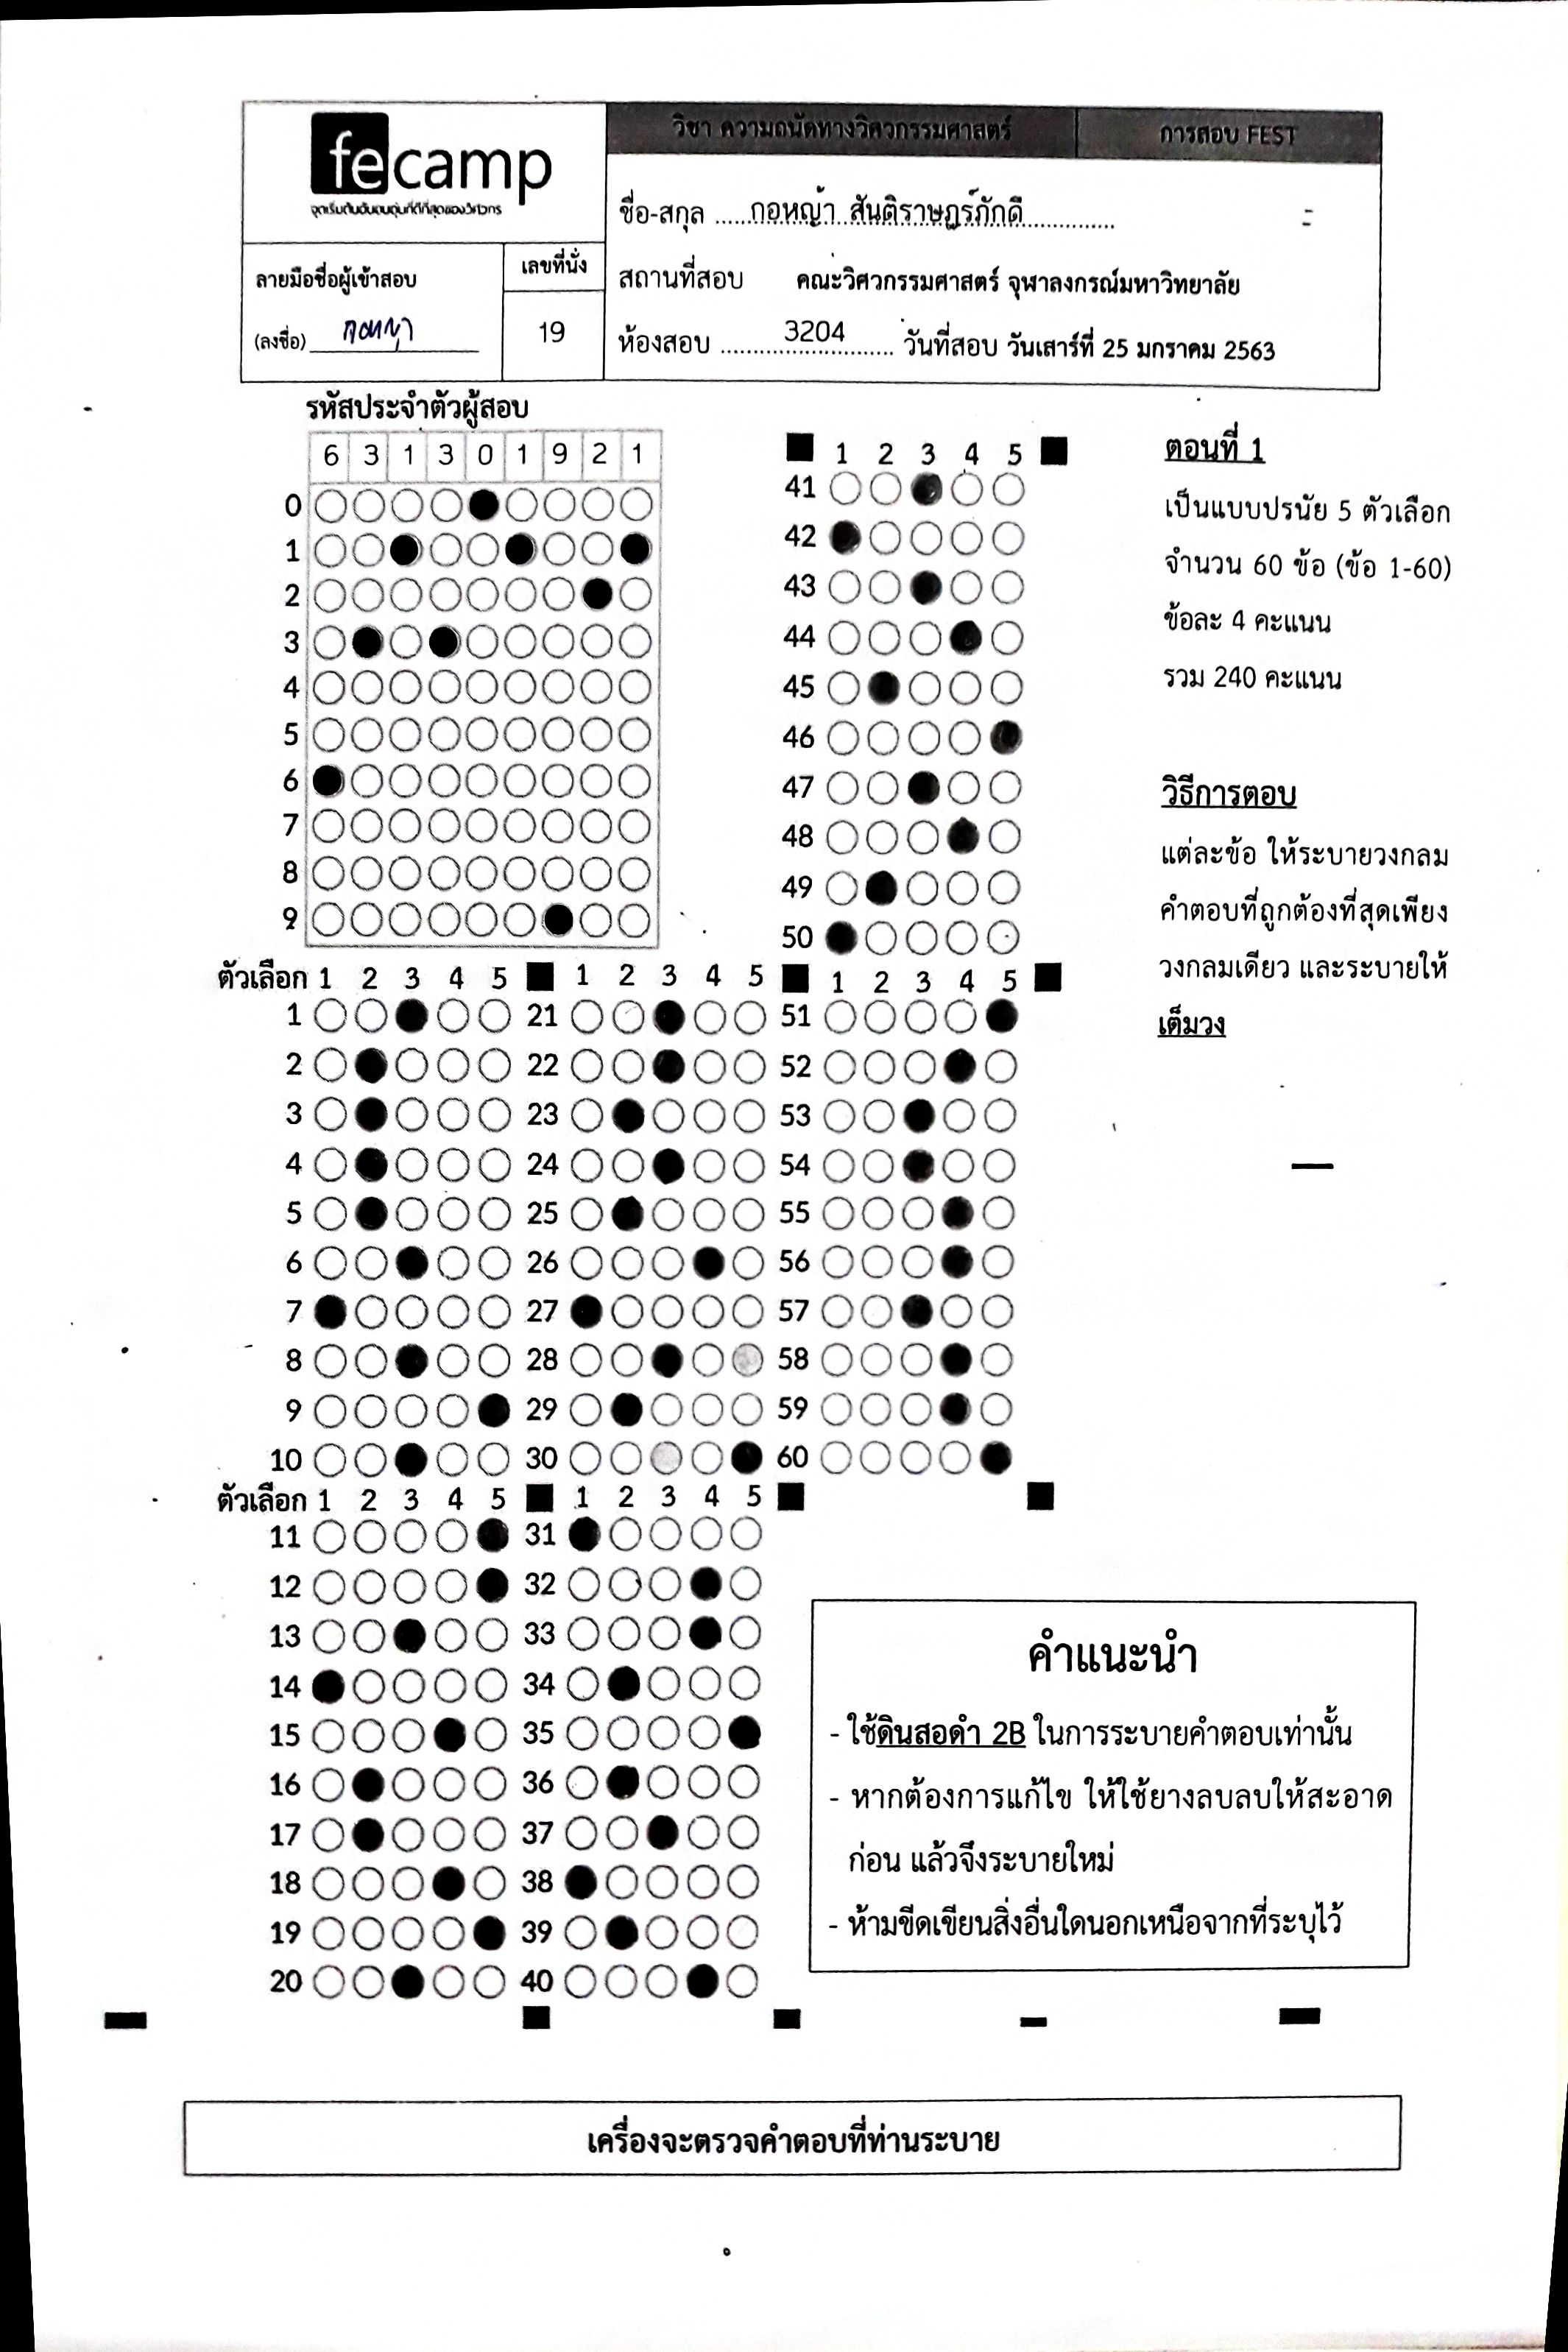 fecamp
จุดเริ่มต้นอันอบอุ่นที่ดีที่สุดของวิศวกร
วิชา ความถนัดทางวิศวกรรมศาสตร์ การสอบ FEST
ชื่อ-สกุล ..... กอหญ้า สันติราษฎร์ภักดี ..............
ลายมือชื่อผู้เข้าสอบ
เลขที่นั่ง
สถานที่สอบ คณะวิศวกรรมศาสตร์ จุฬาลงกรณ์มหาวิทยาลัย
(ลงชื่อ) กอหญ้า
19
ห้องสอบ 3204 วันที่สอบ วันเสาร์ที่ 25 มกราคม 2563
รหัสประจำตัวผู้สอบ
6 3 1 3 0 1 9 2 1
0
1
2
3
4
5
6
7
8
9
1 2 3 4 5
41
42
43
44
45
46
47
48
49
50
ตอนที่ 1
เป็นแบบปรนัย 5 ตัวเลือก
จำนวน 60 ข้อ (ข้อ 1-60)
ข้อละ 4 คะแนน
รวม 240 คะแนน
วิธีการตอบ
แต่ละข้อ ให้ระบายวงกลม
คำตอบที่ถูกต้องที่สุดเพียง
วงกลมเดียว และระบายให้
เต็มวง
ตัวเลือก 1 2 3 4 5 1 2 3 4 5 1 2 3 4 5
1 21 51
2 22 52
3 23 53
4 24 54
5 25 55
6 26 56
7 27 57
8 28 58
9 29 59
10 30 60
ตัวเลือก 1 2 3 4 5 1 2 3 4 5
11 31
12 32
13 33
14 34
15 35
16 36
17 37
18 38
19 39
20 40
คำแนะนำ
- ใช้ดินสอดำ 2B ในการระบายคำตอบเท่านั้น
- หากต้องการแก้ไข ให้ใช้ยางลบลบให้สะอาด
ก่อน แล้วจึงระบายใหม่
- ห้ามขีดเขียนสิ่งอื่นใดนอกเหนือจากที่ระบุไว้
เครื่องจะตรวจคำตอบที่ท่านระบาย